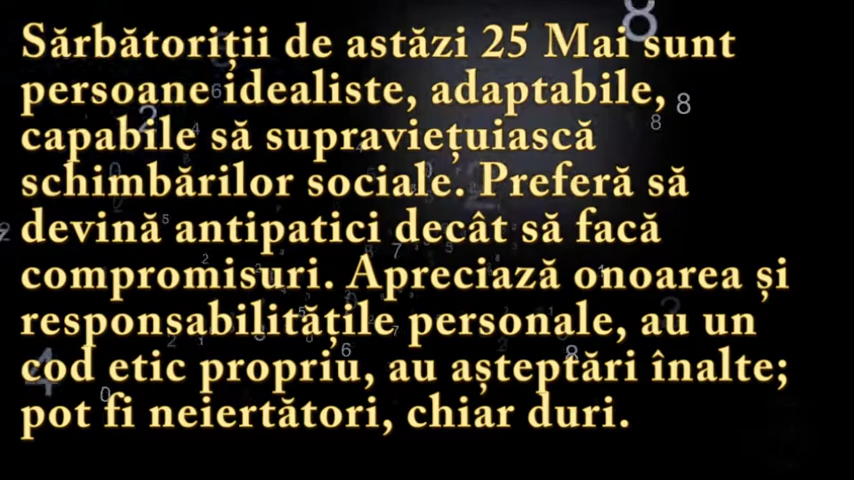 Sărbătoriții de astăzi 25 Mai sunt
persoane idealiste, adaptabile,
capabile să supraviețuiască
schimbărilor sociale. Preferă să
devină antipatici decât să facă
compromisuri. Apreciază onoarea și
responsabilitățile personale, au un
cod etic propriu, au așteptări înalte;
pot fi neiertători, chiar duri.